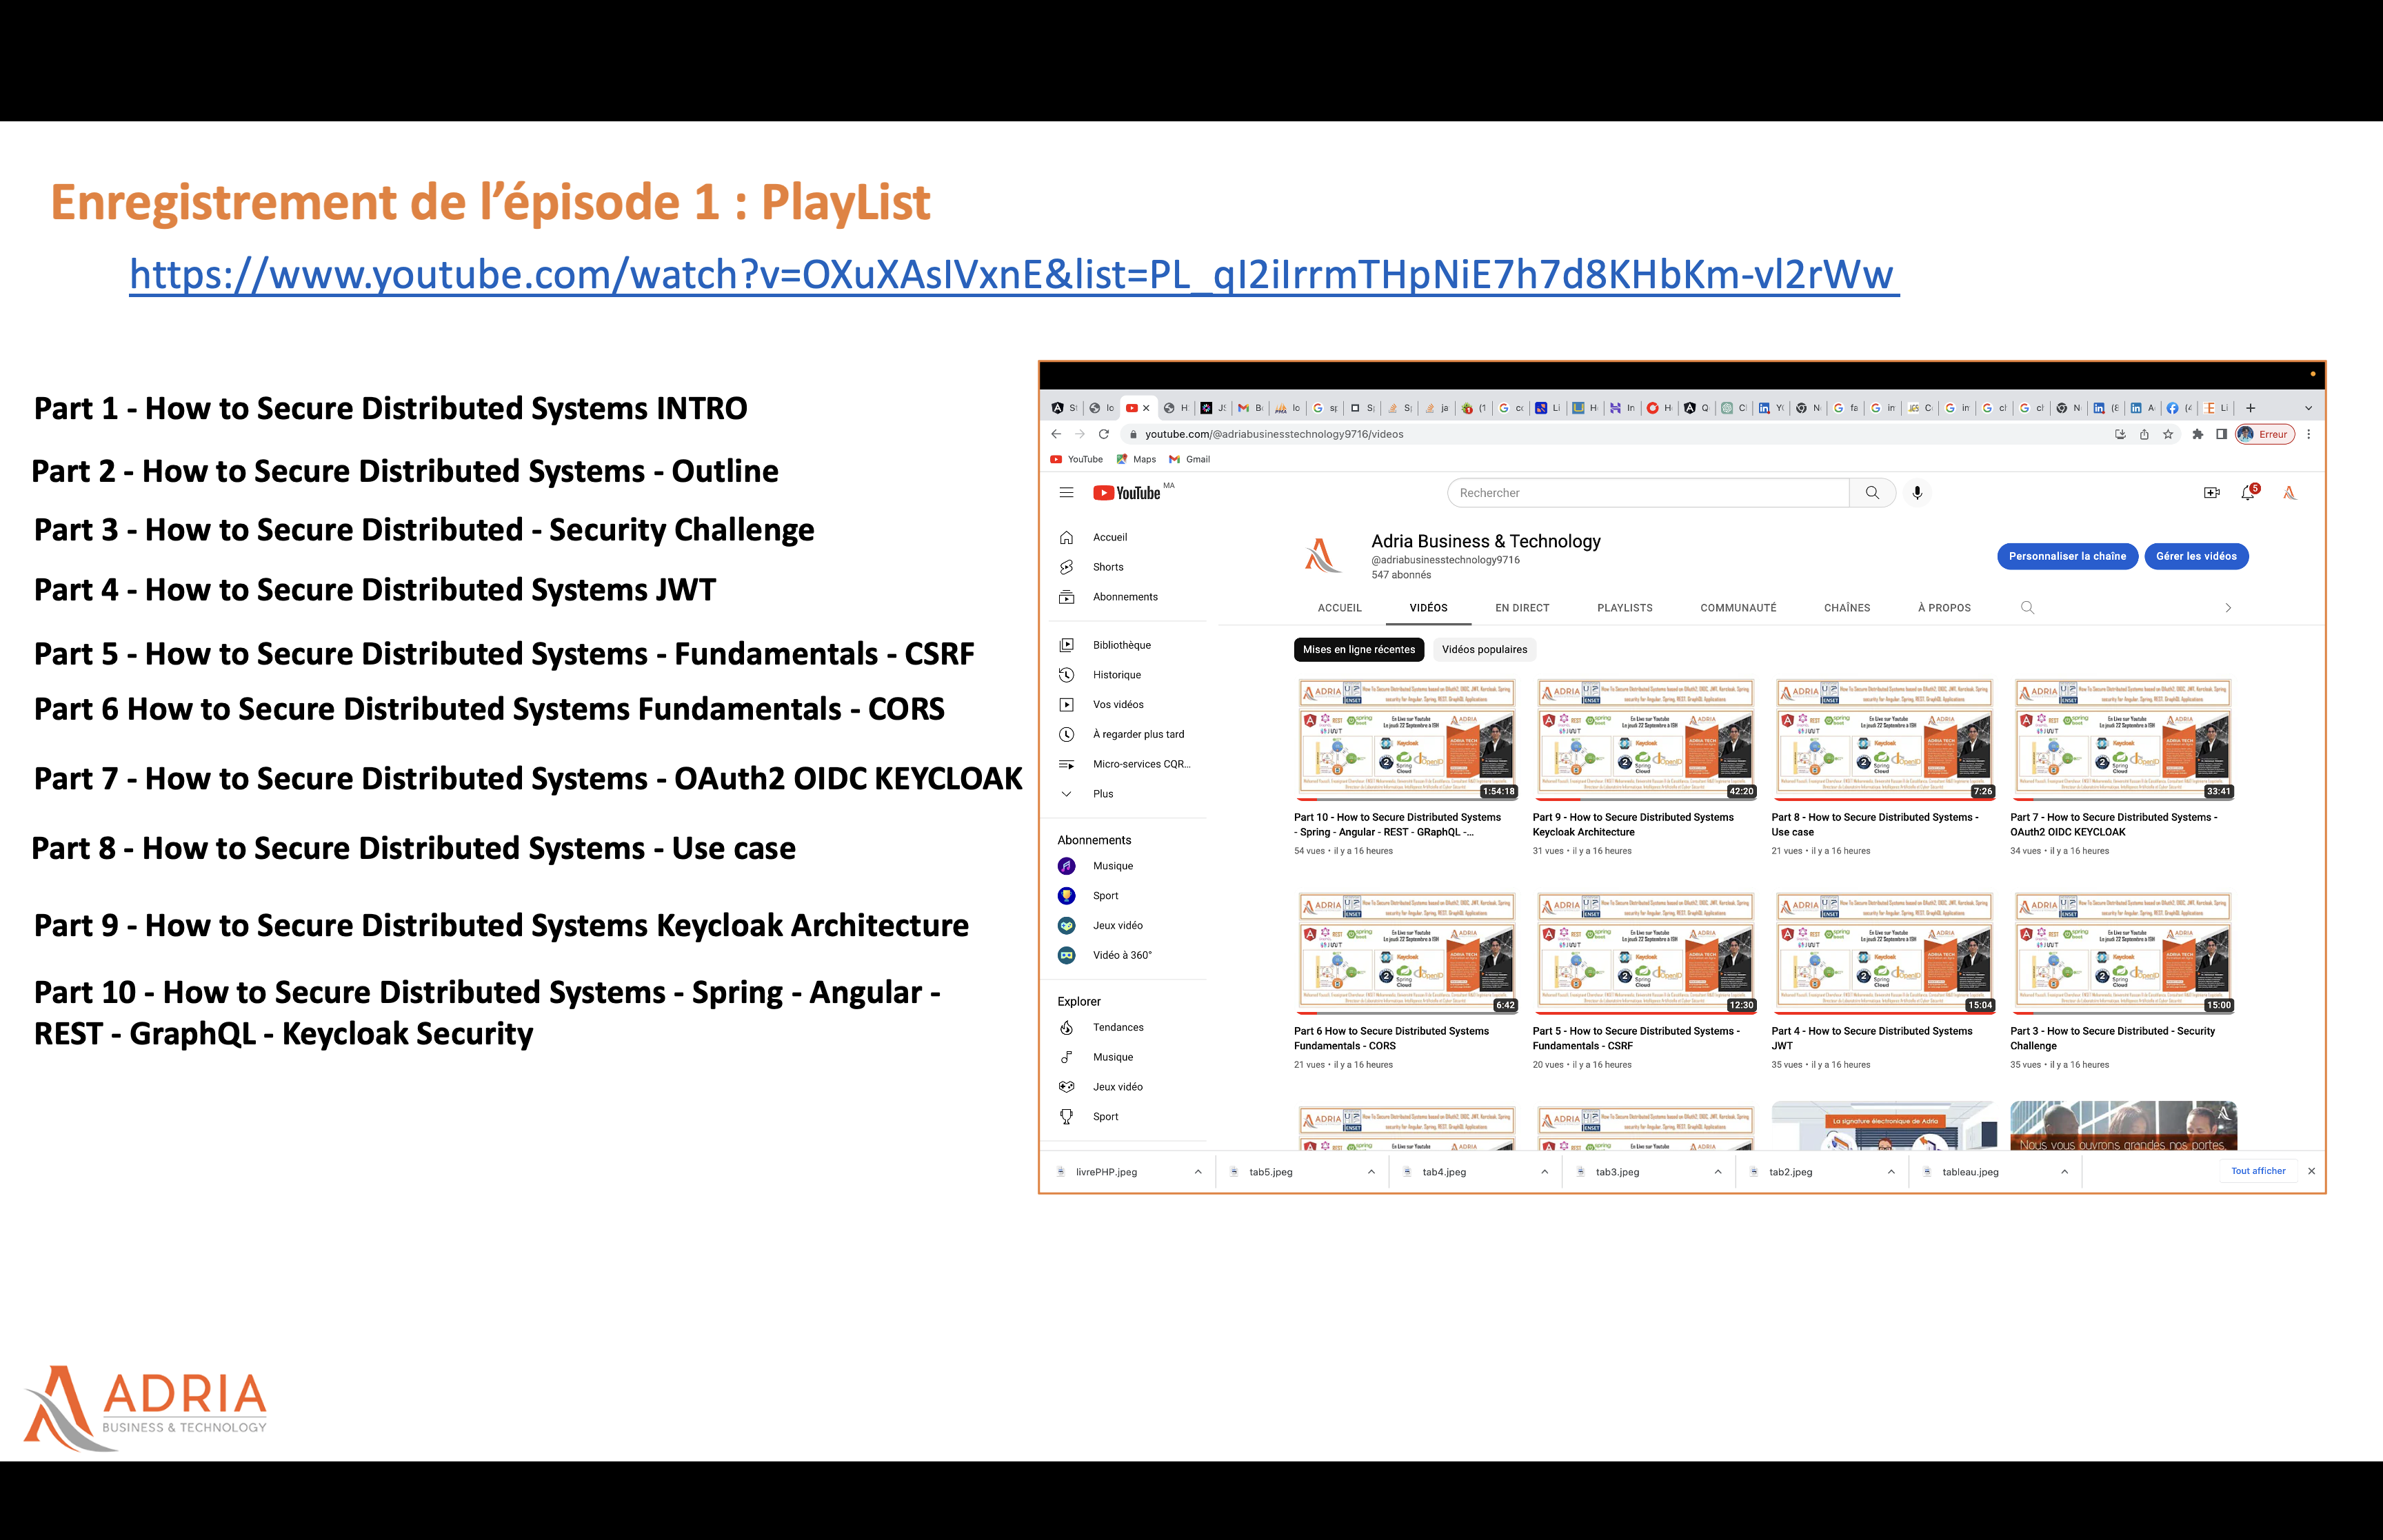 Enregistrement de l'épisode 1 : PlayList
https://www.youtube.com/watch?v=OXuXAsIVxnE&list=PL_qI2iIrrmTHpNiE7h7d8KHbKm-vl2rWw
Part 1 - How to Secure Distributed Systems INTRO
Part 2 - How to Secure Distributed Systems - Outline
Part 3 - How to Secure Distributed - Security Challenge
Part 4 - How to Secure Distributed Systems JWT
Part 5 - How to Secure Distributed Systems - Fundamentals - CSRF
Part 6 How to Secure Distributed Systems Fundamentals - CORS
Part 7 - How to Secure Distributed Systems - OAuth2 OIDC KEYCLOAK
Part 8 - How to Secure Distributed Systems - Use case
Part 9 - How to Secure Distributed Systems Keycloak Architecture
Part 10 - How to Secure Distributed Systems - Spring - Angular -
REST - GraphQL - Keycloak Security
youtube.com/@adriabusinesstechnology9716/videos
Erreur
YouTube Maps Gmail
YouTube MA
Rechercher
5
Accueil
Shorts
Abonnements
Bibliothèque
Historique
Vos vidéos
À regarder plus tard
Micro-services CQR...
Plus
Abonnements
Musique
Sport
Jeux vidéo
Vidéo à 360°
Explorer
Tendances
Musique
Jeux vidéo
Sport
Adria Business & Technology
@adriabusinesstechnology9716
547 abonnés
Personnaliser la chaîne
Gérer les vidéos
ACCUEIL VIDÉOS EN DIRECT PLAYLISTS COMMUNAUTÉ CHAÎNES À PROPOS
Mises en ligne récentes
Vidéos populaires
1:54:18
Part 10 - How to Secure Distributed Systems
- Spring - Angular - REST - GRaphQL -...
54 vues • il y a 16 heures
42:20
Part 9 - How to Secure Distributed Systems
Keycloak Architecture
31 vues • il y a 16 heures
7:26
Part 8 - How to Secure Distributed Systems -
Use case
21 vues • il y a 16 heures
33:41
Part 7 - How to Secure Distributed Systems -
OAuth2 OIDC KEYCLOAK
34 vues • il y a 16 heures
6:42
Part 6 How to Secure Distributed Systems
Fundamentals - CORS
21 vues • il y a 16 heures
12:30
Part 5 - How to Secure Distributed Systems -
Fundamentals - CSRF
20 vues • il y a 16 heures
15:04
Part 4 - How to Secure Distributed Systems
JWT
35 vues • il y a 16 heures
15:00
Part 3 - How to Secure Distributed - Security
Challenge
35 vues • il y a 16 heures
La signature électronique de Adria
Nous vous ouvrons grandes nos portes
livrePHP.jpeg
tab5.jpeg
tab4.jpeg
tab3.jpeg
tab2.jpeg
tableau.jpeg
Tout afficher
ADRIA
BUSINESS & TECHNOLOGY